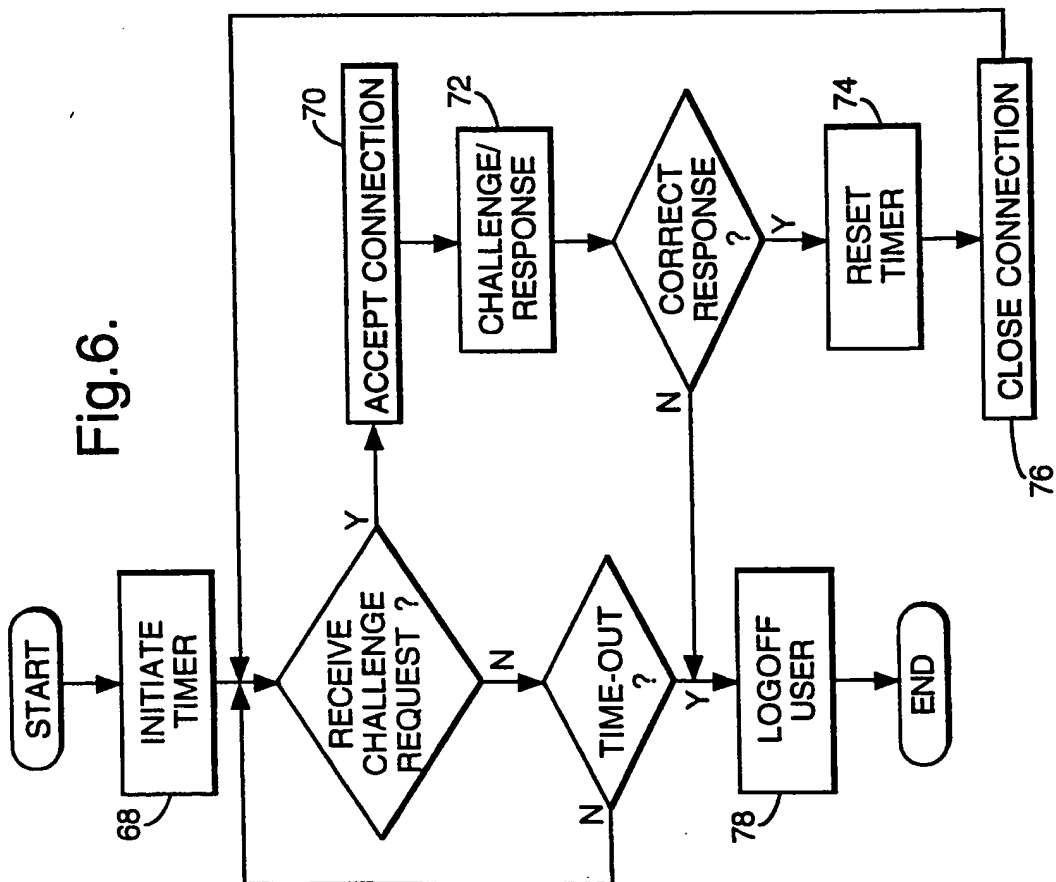 Fig.6.
START
INITIATE
TIMER
68
RECEIVE
CHALLENGE
REQUEST ?
Y
N
70
ACCEPT CONNECTION
72
CHALLENGE/
RESPONSE
CORRECT
RESPONSE
?
N
Y
74
RESET
TIMER
76
CLOSE CONNECTION
TIME-OUT
?
N
Y
78
LOGOFF
USER
END